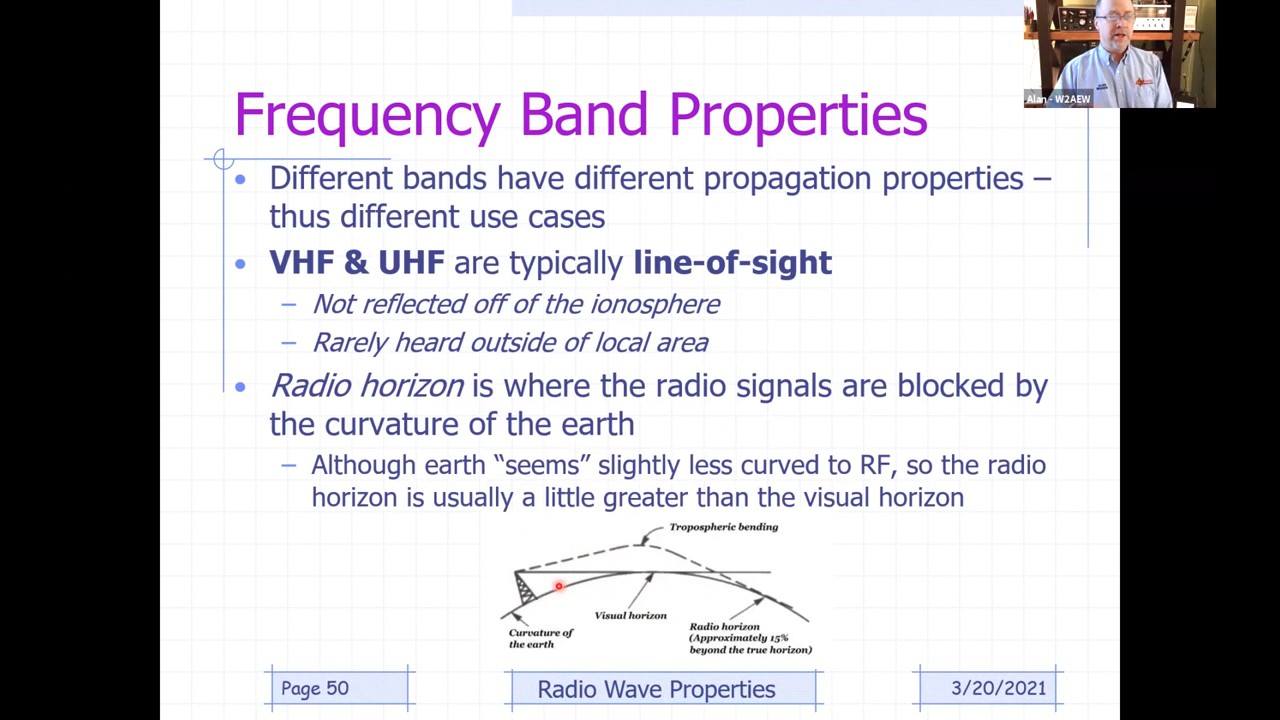 Alan - W2AEW
Frequency Band Properties
Different bands have different propagation properties –
thus different use cases
VHF & UHF are typically line-of-sight
– Not reflected off of the ionosphere
– Rarely heard outside of local area
Radio horizon is where the radio signals are blocked by
the curvature of the earth
– Although earth “seems” slightly less curved to RF, so the radio
horizon is usually a little greater than the visual horizon
Tropospheric bending
Visual horizon
Curvature of
the earth
Radio horizon
(Approximately 15%
beyond the true horizon)
Page 50
Radio Wave Properties
3/20/2021